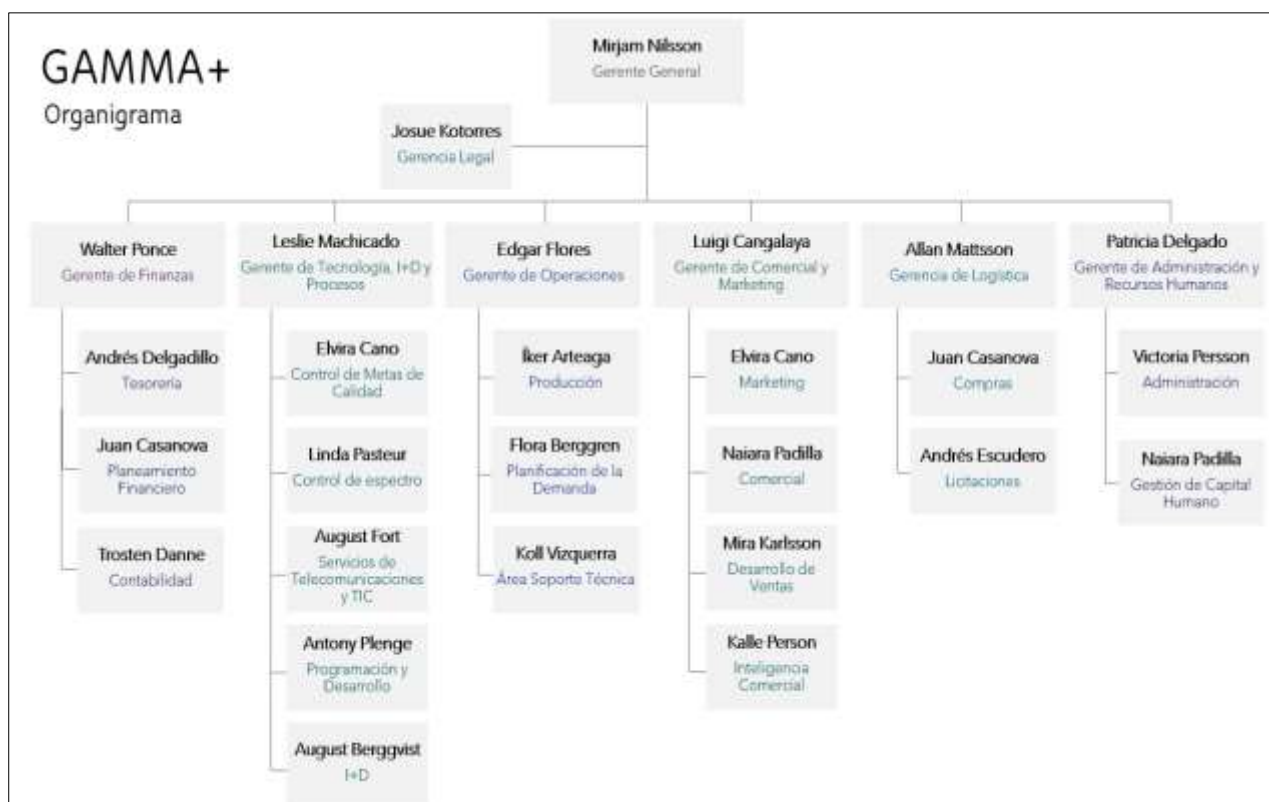 GAMMA+
Organigrama
Mirjam Nilsson
Gerente General
Josue Kotorres
Gerencia Legal
Walter Ponce
Gerente de Finanzas
Andrés Delgadillo
Tesorería
Juan Casanova
Planeamiento
Financiero
Trosten Danne
Contabilidad
Leslie Machicado
Gerente de Tecnología, I+D y
Procesos
Elvira Cano
Control de Metas de
Calidad
Linda Pasteur
Control de espectro
August Fort
Servicios de
Telecomunicaciones
y TIC
Antony Plenge
Programación y
Desarrollo
August Berggvist
I+D
Edgar Flores
Gerente de Operaciones
Íker Arteaga
Producción
Flora Berggren
Planificación de la
Demanda
Koll Vizquerra
Área Soporte Técnica
Luigi Cangalaya
Gerente de Comercial y
Marketing
Elvira Cano
Marketing
Naiara Padilla
Comercial
Mira Karlsson
Desarrollo de
Ventas
Kalle Person
Inteligencia
Comercial
Allan Mattsson
Gerencia de Logística
Juan Casanova
Compras
Andrés Escudero
Licitaciones
Patricia Delgado
Gerente de Administración y
Recursos Humanos
Victoria Persson
Administración
Naiara Padilla
Gestión de Capital
Humano